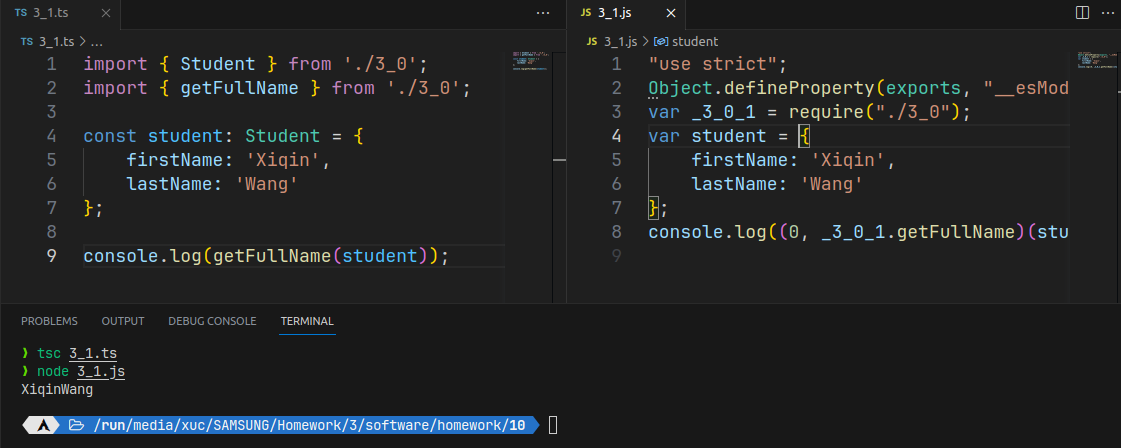 TS 3_1.ts
TS 3_1.ts > ...
1 import { Student } from './3_0';
2 import { getFullName } from './3_0';
3
4 const student: Student = {
5 firstName: 'Xiqin',
6 lastName: 'Wang'
7 };
8
9 console.log(getFullName(student));
JS 3_1.js
JS 3_1.js > student
1 "use strict";
2 Object.defineProperty(exports, "__esMod
3 var _3_0_1 = require("./3_0");
4 var student = {
5 firstName: 'Xiqin',
6 lastName: 'Wang'
7 };
8 console.log((0, _3_0_1.getFullName)(stu
9
PROBLEMS OUTPUT DEBUG CONSOLE TERMINAL
❯ tsc 3_1.ts
❯ node 3_1.js
XiqinWang
/run/media/xuc/SAMSUNG/Homework/3/software/homework/10